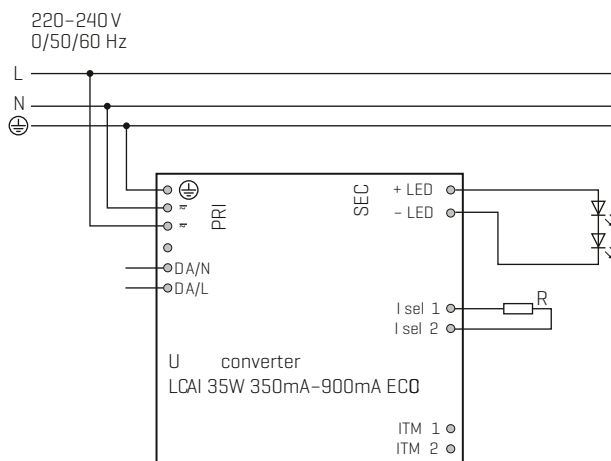 220–240 V
0/50/60 Hz
L
N
PRI
SEC
+ LED
– LED
DA/N
DA/L
I sel 1
I sel 2
R
U converter
LCAI 35W 350mA–900mA ECO
ITM 1
ITM 2